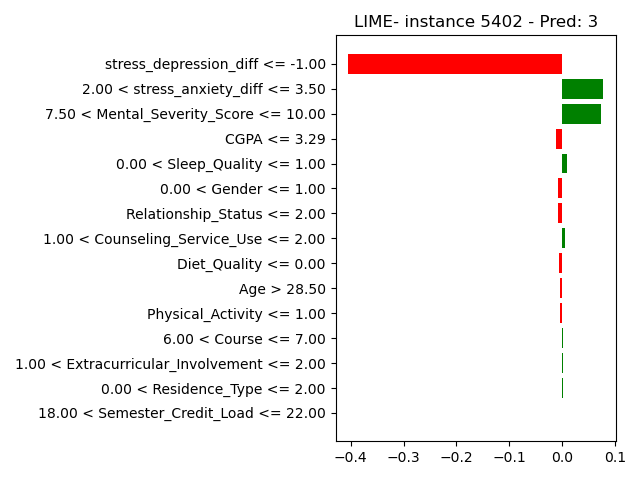 LIME- instance 5402 - Pred: 3
stress_depression_diff <= -1.00
2.00 < stress_anxiety_diff <= 3.50
7.50 < Mental_Severity_Score <= 10.00
CGPA <= 3.29
0.00 < Sleep_Quality <= 1.00
0.00 < Gender <= 1.00
Relationship_Status <= 2.00
1.00 < Counseling_Service_Use <= 2.00
Diet_Quality <= 0.00
Age > 28.50
Physical_Activity <= 1.00
6.00 < Course <= 7.00
1.00 < Extracurricular_Involvement <= 2.00
0.00 < Residence_Type <= 2.00
18.00 < Semester_Credit_Load <= 22.00
−0.4 −0.3 −0.2 −0.1 0.0 0.1